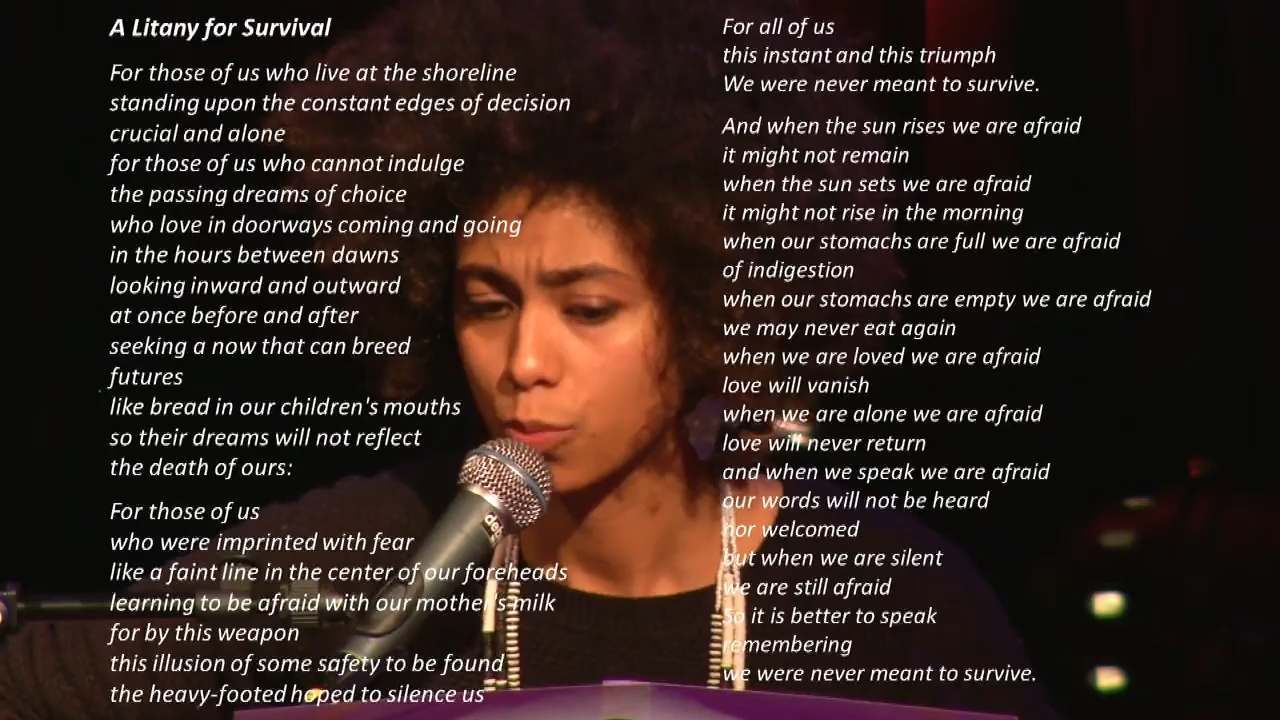 A Litany for Survival
For those of us who live at the shoreline
standing upon the constant edges of decision
crucial and alone
for those of us who cannot indulge
the passing dreams of choice
who love in doorways coming and going
in the hours between dawns
looking inward and outward
at once before and after
seeking a now that can breed
futures
like bread in our children's mouths
so their dreams will not reflect
the death of ours:
For those of us
who were imprinted with fear
like a faint line in the center of our foreheads
learning to be afraid with our mother's milk
for by this weapon
this illusion of some safety to be found
the heavy-footed hoped to silence us
For all of us
this instant and this triumph
We were never meant to survive.
And when the sun rises we are afraid
it might not remain
when the sun sets we are afraid
it might not rise in the morning
when our stomachs are full we are afraid
of indigestion
when our stomachs are empty we are afraid
we may never eat again
when we are loved we are afraid
love will vanish
when we are alone we are afraid
love will never return
and when we speak we are afraid
our words will not be heard
nor welcomed
but when we are silent
we are still afraid
So it is better to speak
remembering
we were never meant to survive.